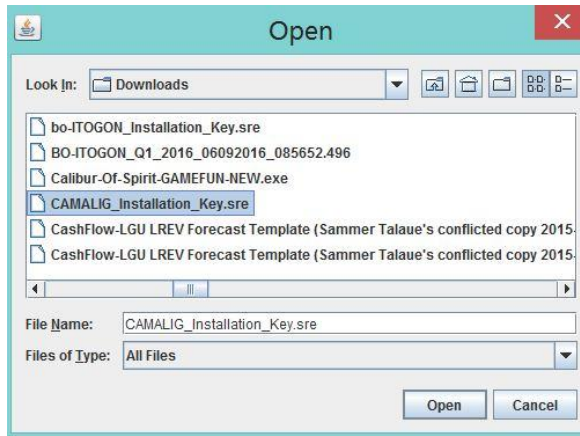 Open
Look In: Downloads
bo-ITOGON_Installation_Key.sre
BO-ITOGON_Q1_2016_06092016_085652.496
Calibur-Of-Spirit-GAMEFUN-NEW.exe
CAMALIG_Installation_Key.sre
CashFlow-LGU LREV Forecast Template (Sammer Talaue's conflicted copy 2015-
CashFlow-LGU LREV Forecast Template (Sammer Talaue's conflicted copy 2015-
File Name: CAMALIG_Installation_Key.sre
Files of Type: All Files
Open Cancel